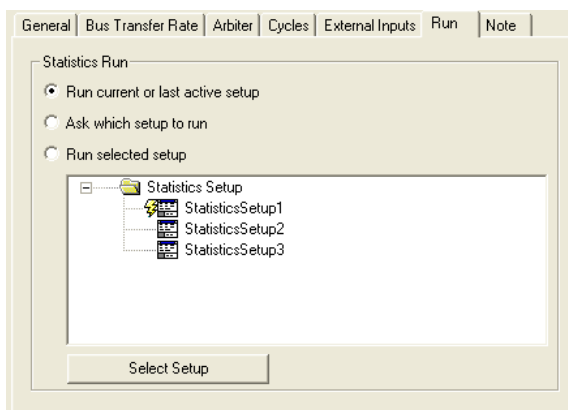 General Bus Transfer Rate Arbiter Cycles External Inputs Run Note
Statistics Run
Run current or last active setup
Ask which setup to run
Run selected setup
Statistics Setup
StatisticsSetup1
StatisticsSetup2
StatisticsSetup3
Select Setup